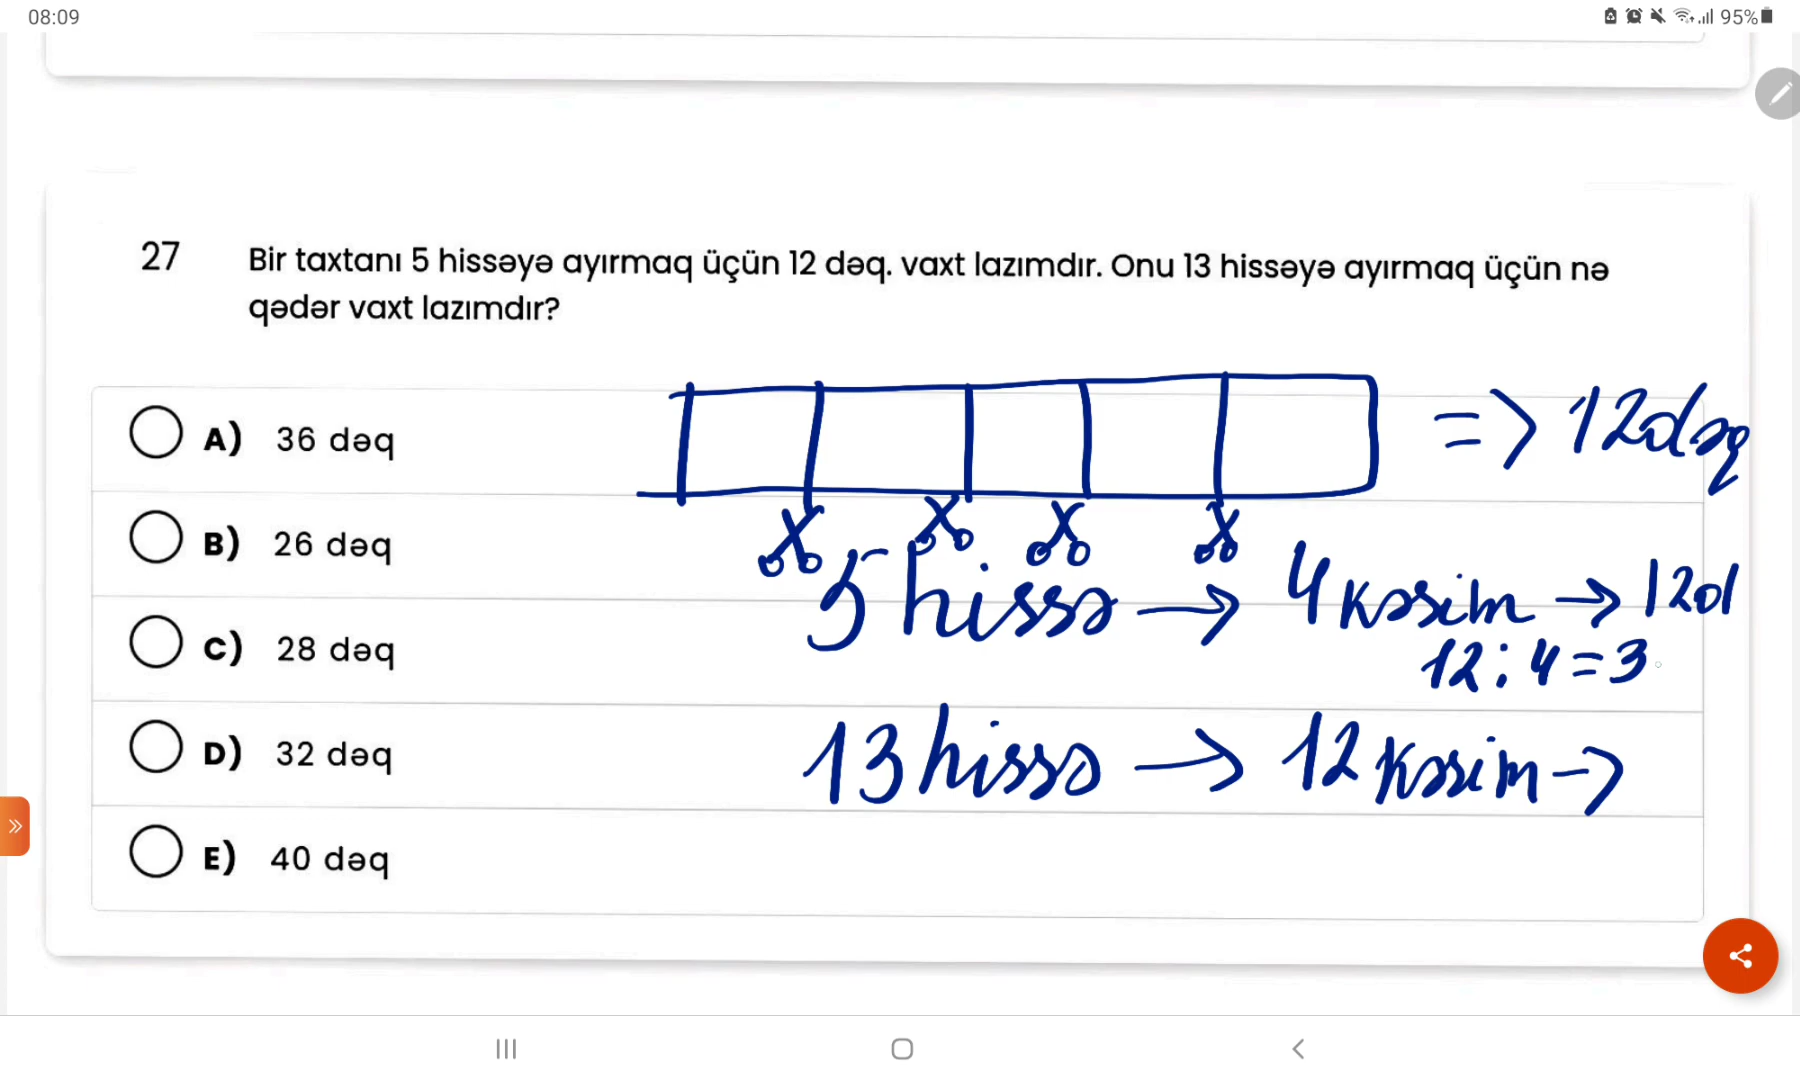 08:09
95%
27 Bir taxtanı 5 hissəyə ayırmaq üçün 12 dəq. vaxt lazımdır. Onu 13 hissəyə ayırmaq üçün nə
qədər vaxt lazımdır?
=> 12dəq
A) 36 dəq
B) 26 dəq
5 hissə → 4 kəsim → 12d
C) 28 dəq
12 : 4 = 3
D) 32 dəq
13 hissə → 12 kəsim →
E) 40 dəq